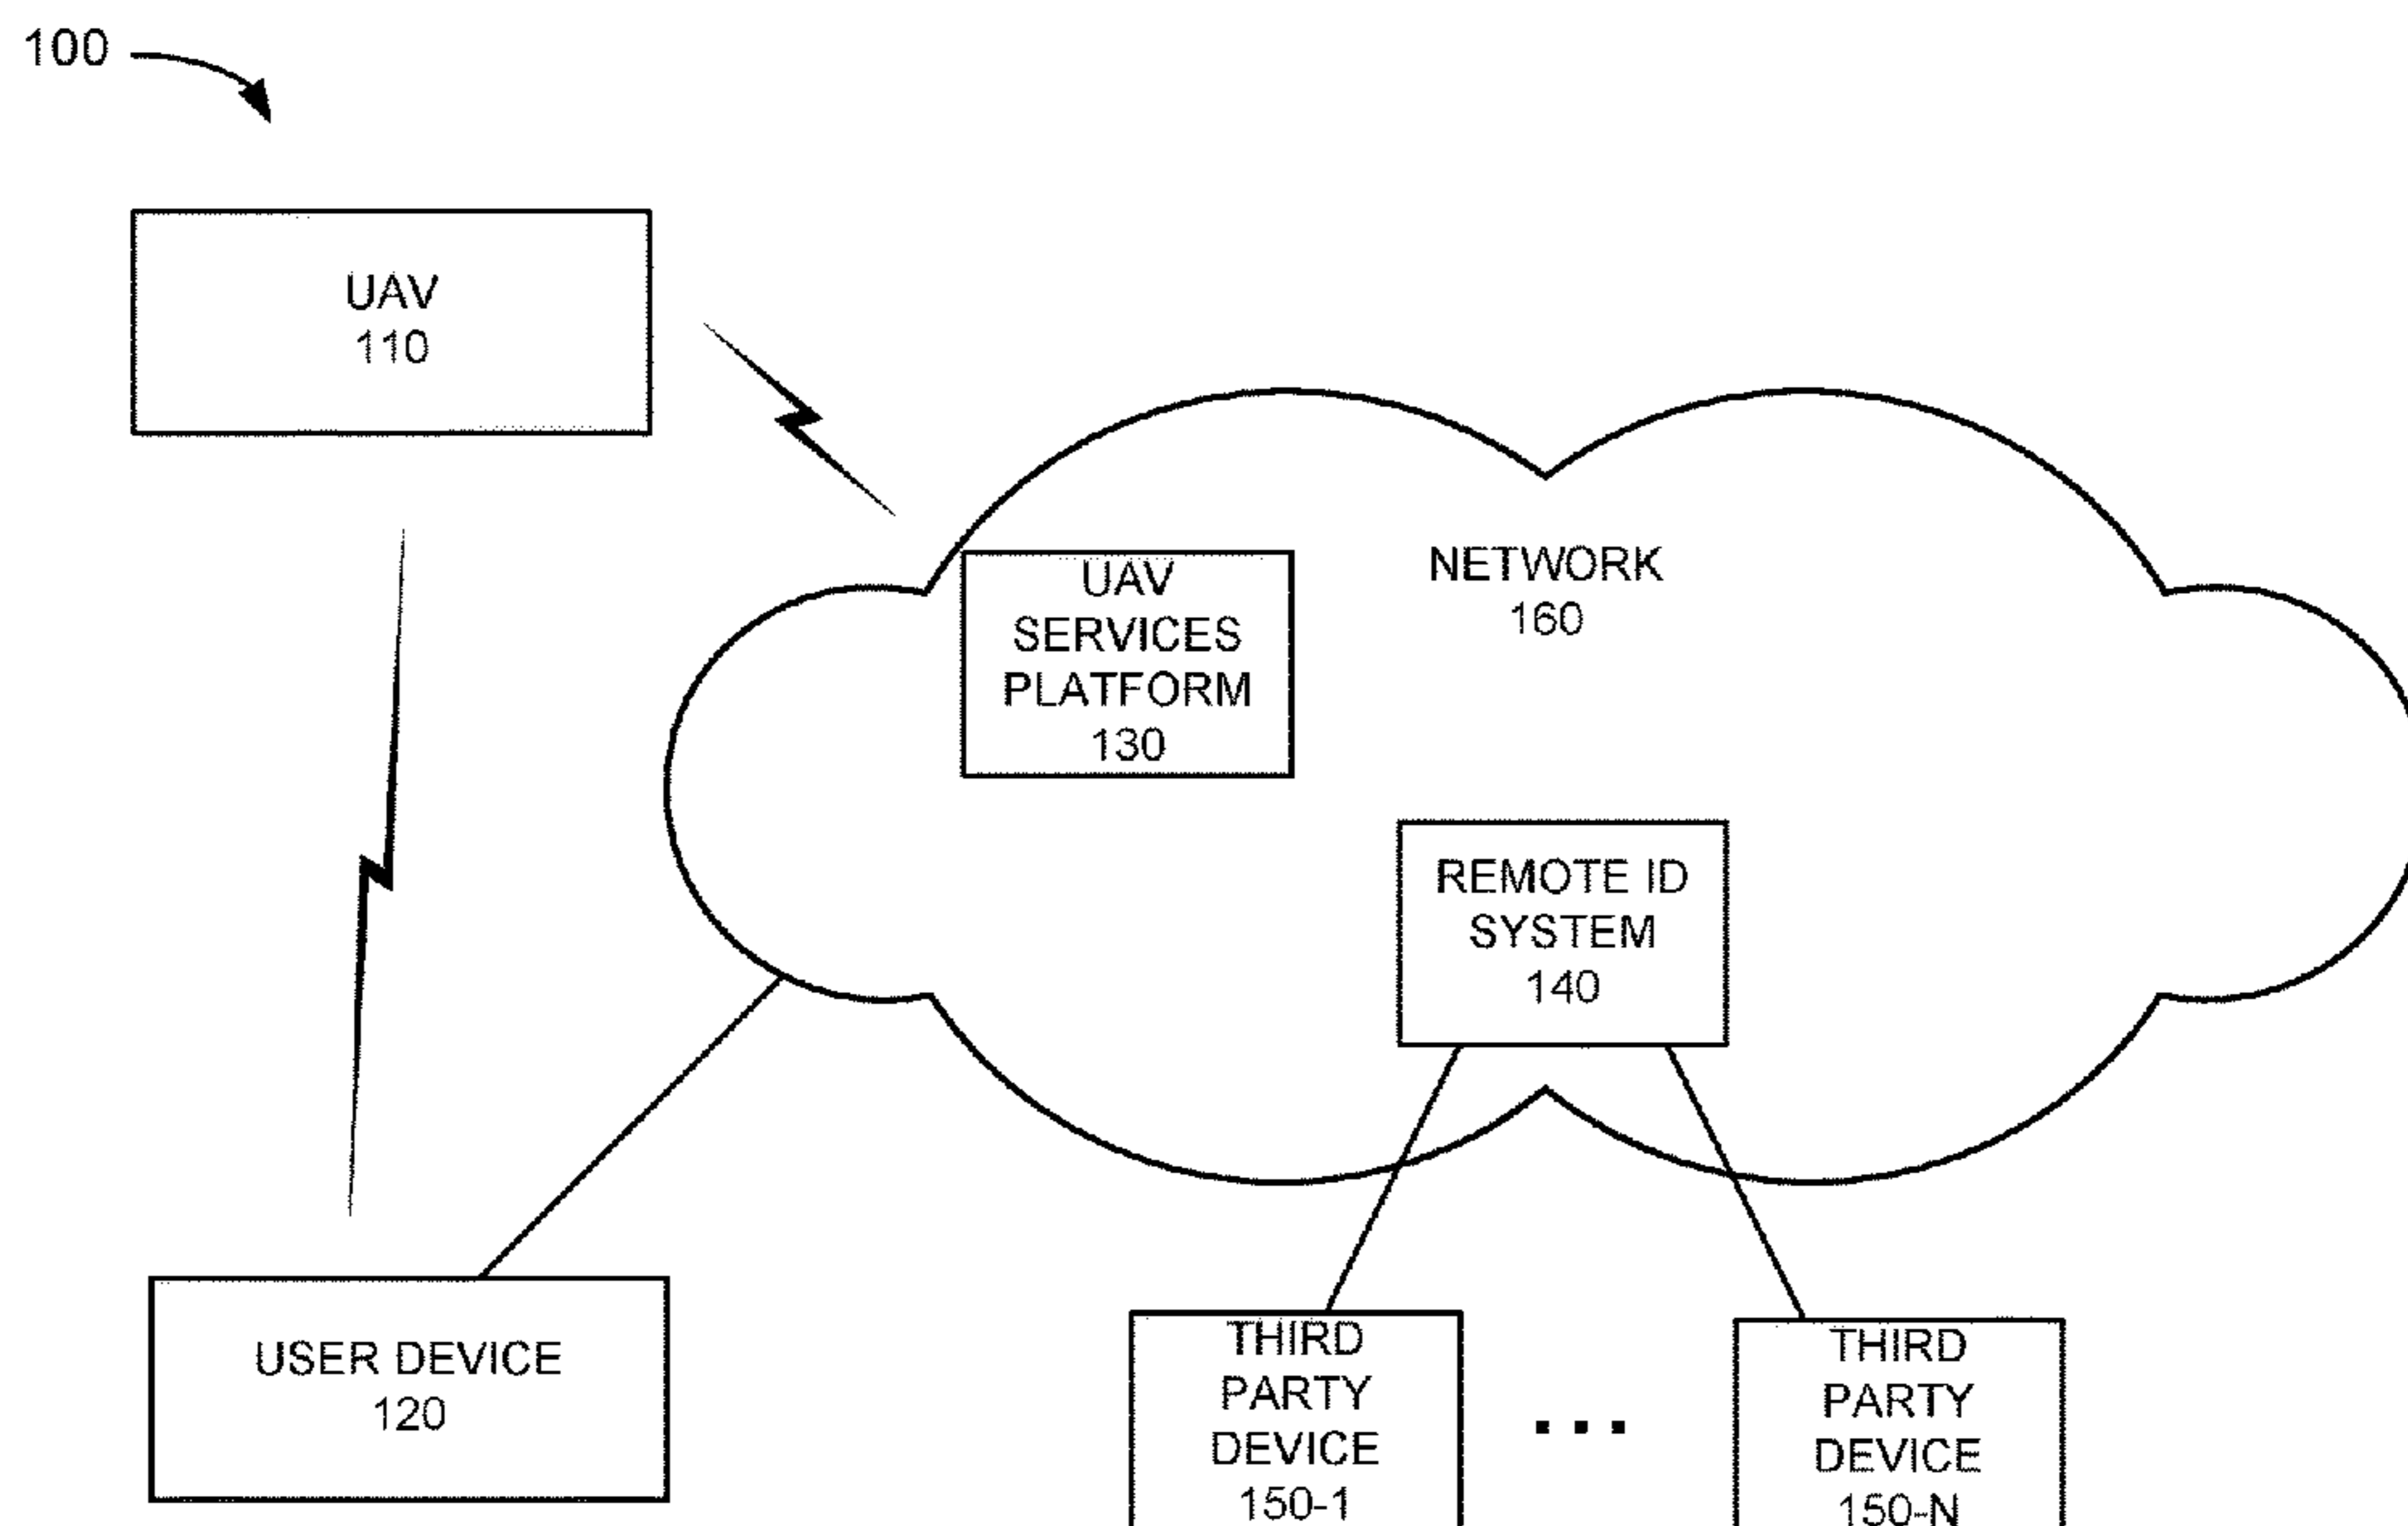 100
UAV
110
NETWORK
160
UAV
SERVICES
PLATFORM
130
REMOTE ID
SYSTEM
140
USER DEVICE
120
THIRD
PARTY
DEVICE
150-1
...
THIRD
PARTY
DEVICE
150-N